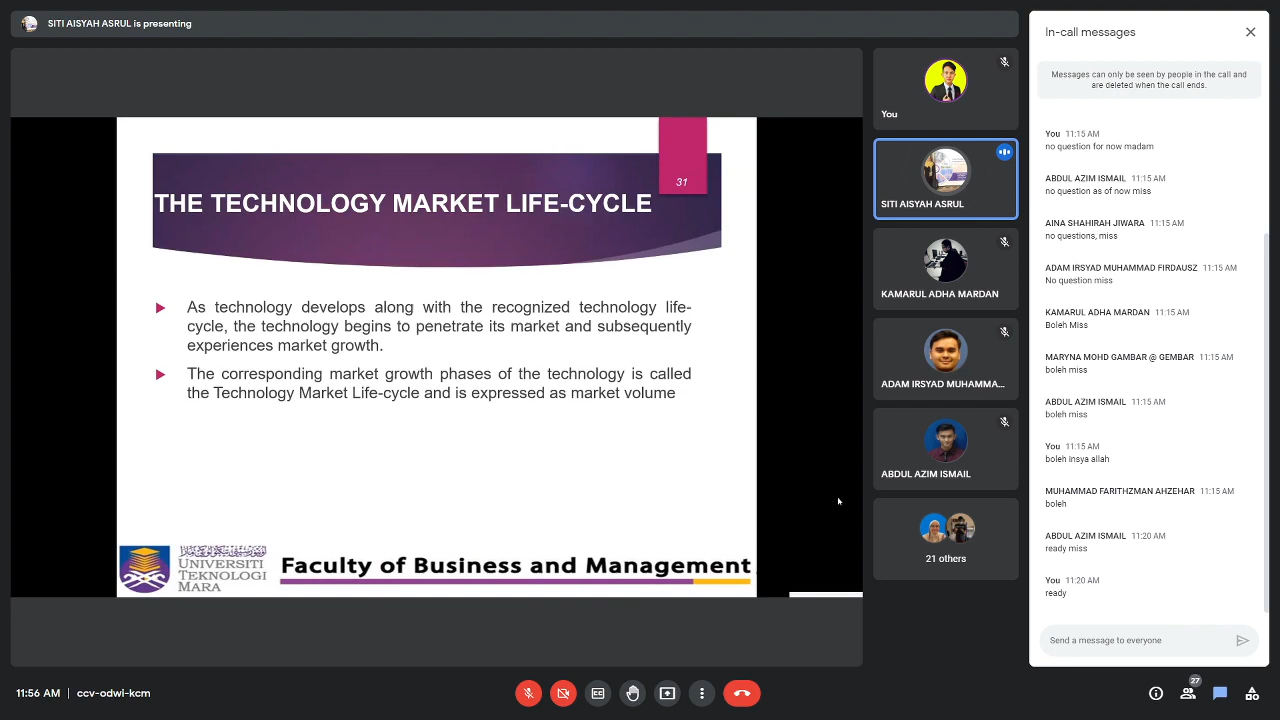 SITI AISYAH ASRUL is presenting
31
THE TECHNOLOGY MARKET LIFE-CYCLE
As technology develops along with the recognized technology life-
cycle, the technology begins to penetrate its market and subsequently
experiences market growth.
The corresponding market growth phases of the technology is called
the Technology Market Life-cycle and is expressed as market volume
UNIVERSITI
TEKNOLOGI
MARA
Faculty of Business and Management
You
SITI AISYAH ASRUL
KAMARUL ADHA MARDAN
ADAM IRSYAD MUHAMMA...
ABDUL AZIM ISMAIL
21 others
In-call messages
Messages can only be seen by people in the call and
are deleted when the call ends.
You 11:15 AM
no question for now madam
ABDUL AZIM ISMAIL 11:15 AM
no question as of now miss
AINA SHAHIRAH JIWARA 11:15 AM
no questions, miss
ADAM IRSYAD MUHAMMAD FIRDAUSZ 11:15 AM
No question miss
KAMARUL ADHA MARDAN 11:15 AM
Boleh Miss
MARYNA MOHD GAMBAR @ GEMBAR 11:15 AM
boleh miss
ABDUL AZIM ISMAIL 11:15 AM
boleh miss
You 11:15 AM
boleh insya allah
MUHAMMAD FARITHZMAN AHZEHAR 11:15 AM
boleh
ABDUL AZIM ISMAIL 11:20 AM
ready miss
You 11:20 AM
ready
Send a message to everyone
11:56 AM | ccv-odwi-kcm
27